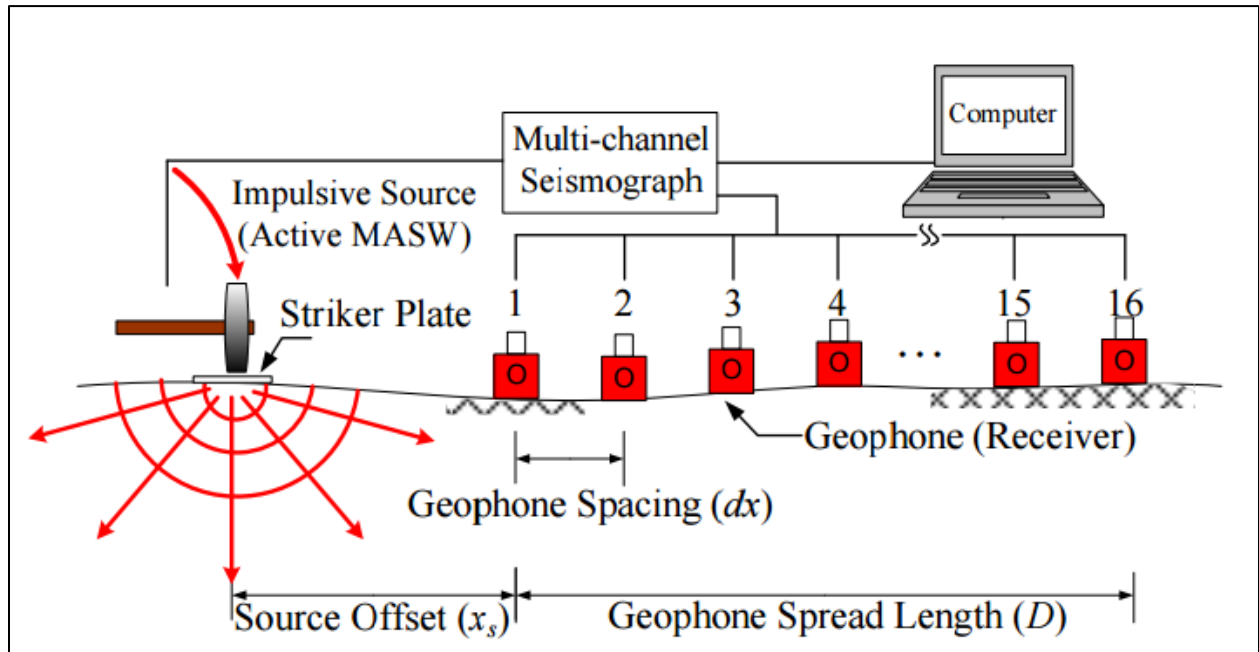 Computer
Multi-channel
Seismograph
Impulsive Source
(Active MASW)
Striker Plate
1 2 3 4 15 16
O O O O ... O O
Geophone (Receiver)
Geophone Spacing (dx)
Source Offset (xₛ)
Geophone Spread Length (D)